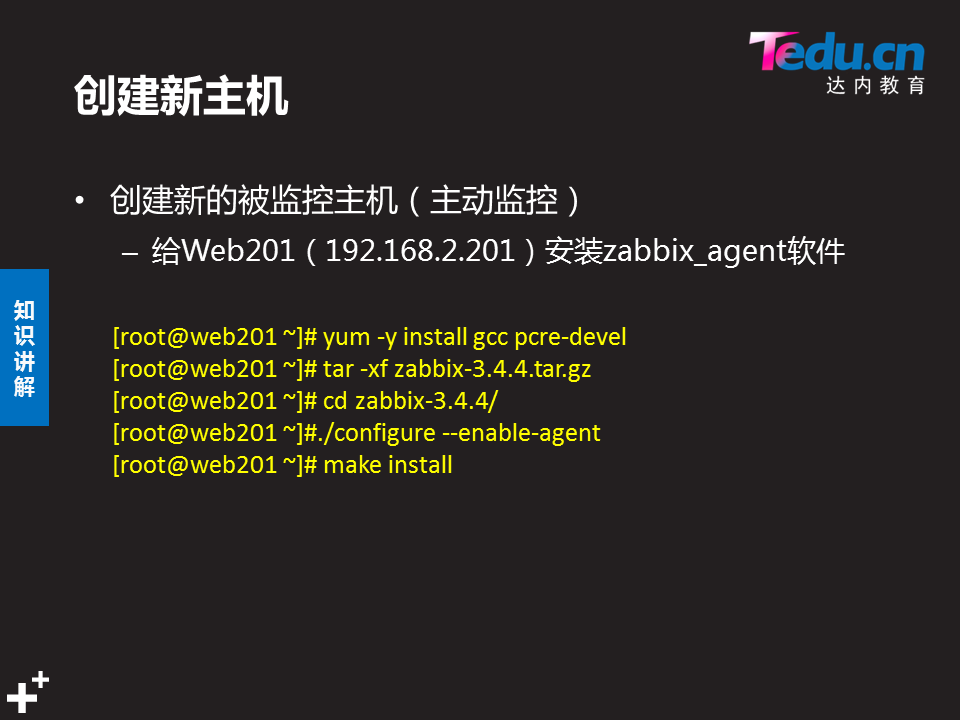 Tedu.cn
达内教育
创建新主机
• 创建新的被监控主机（主动监控）
– 给Web201（192.168.2.201）安装zabbix_agent软件
知识讲解
[root@web201 ~]# yum -y install gcc pcre-devel
[root@web201 ~]# tar -xf zabbix-3.4.4.tar.gz
[root@web201 ~]# cd zabbix-3.4.4/
[root@web201 ~]#./configure --enable-agent
[root@web201 ~]# make install